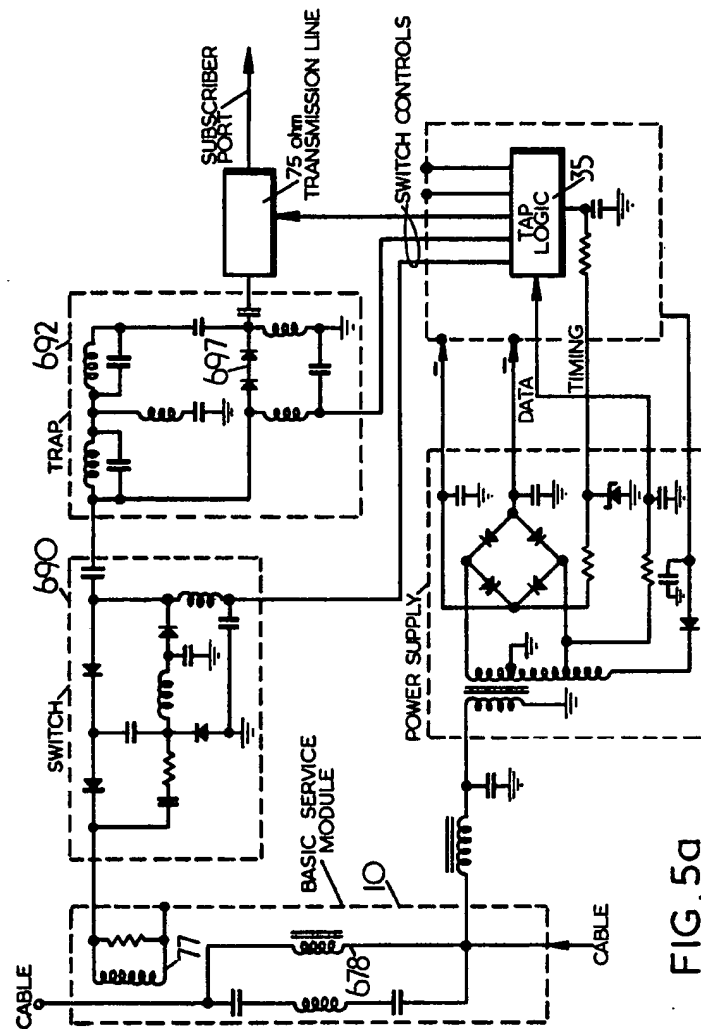 SUBSCRIBER
PORT
75 ohm
TRANSMISSION LINE
SWITCH CONTROLS
692
TRAP
697
TAP
LOGIC
35
690
SWITCH
DATA
TIMING
POWER SUPPLY
BASIC SERVICE
MODULE
10
77
678
CABLE
CABLE
FIG. 5a